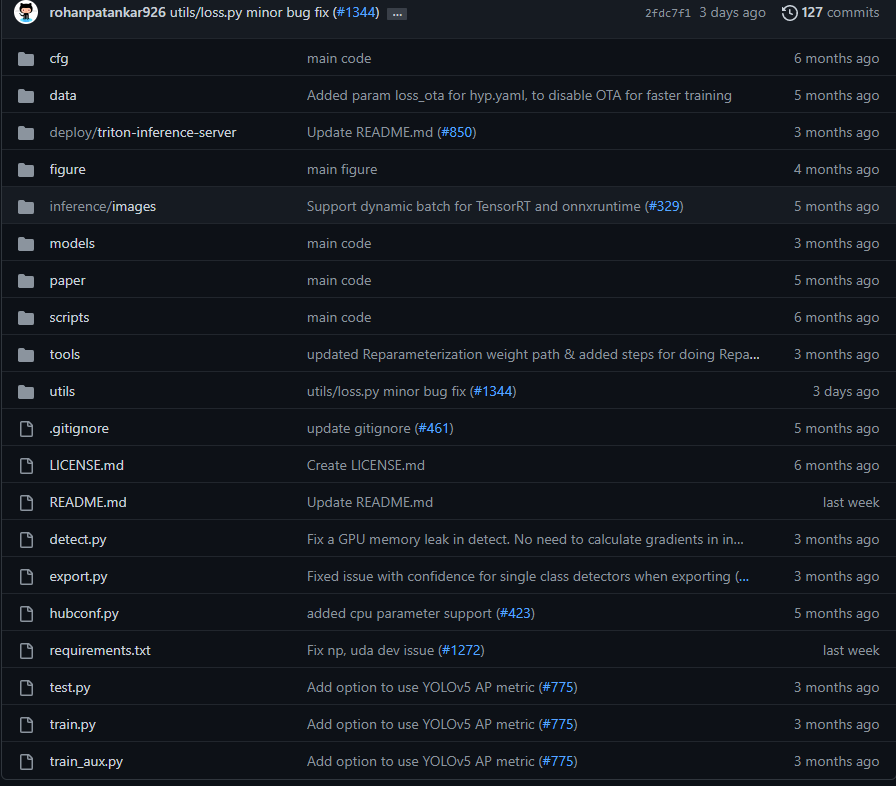 rohanpatankar926 utils/loss.py minor bug fix (#1344) ... 2fdc7f1 3 days ago 127 commits
cfg main code 6 months ago
data Added param loss_ota for hyp.yaml, to disable OTA for faster training 5 months ago
deploy/triton-inference-server Update README.md (#850) 3 months ago
figure main figure 4 months ago
inference/images Support dynamic batch for TensorRT and onnxruntime (#329) 5 months ago
models main code 3 months ago
paper main code 5 months ago
scripts main code 6 months ago
tools updated Reparameterization weight path & added steps for doing Repa... 3 months ago
utils utils/loss.py minor bug fix (#1344) 3 days ago
.gitignore update gitignore (#461) 5 months ago
LICENSE.md Create LICENSE.md 6 months ago
README.md Update README.md last week
detect.py Fix a GPU memory leak in detect. No need to calculate gradients in in... 3 months ago
export.py Fixed issue with confidence for single class detectors when exporting (... 3 months ago
hubconf.py added cpu parameter support (#423) 5 months ago
requirements.txt Fix np, uda dev issue (#1272) last week
test.py Add option to use YOLOv5 AP metric (#775) 3 months ago
train.py Add option to use YOLOv5 AP metric (#775) 3 months ago
train_aux.py Add option to use YOLOv5 AP metric (#775) 3 months ago